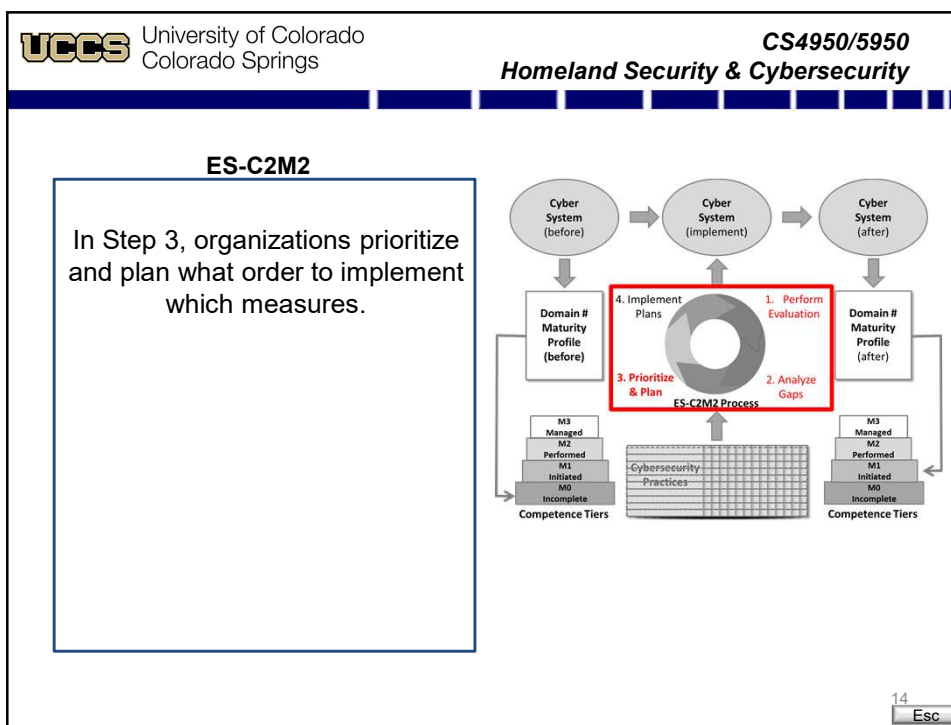 UCCS
University of Colorado
Colorado Springs
CS4950/5950
Homeland Security & Cybersecurity
ES-C2M2
In Step 3, organizations prioritize
and plan what order to implement
which measures.
Cyber
System
(before)
Cyber
System
(implement)
Cyber
System
(after)
Domain #
Maturity
Profile
(before)
4. Implement
Plans
1. Perform
Evaluation
3. Prioritize
& Plan
2. Analyze
Gaps
ES-C2M2 Process
Domain #
Maturity
Profile
(after)
M3
Managed
M2
Performed
M1
Initiated
M0
Incomplete
Competence Tiers
Cybersecurity
Practices
M3
Managed
M2
Performed
M1
Initiated
M0
Incomplete
Competence Tiers
14
Esc